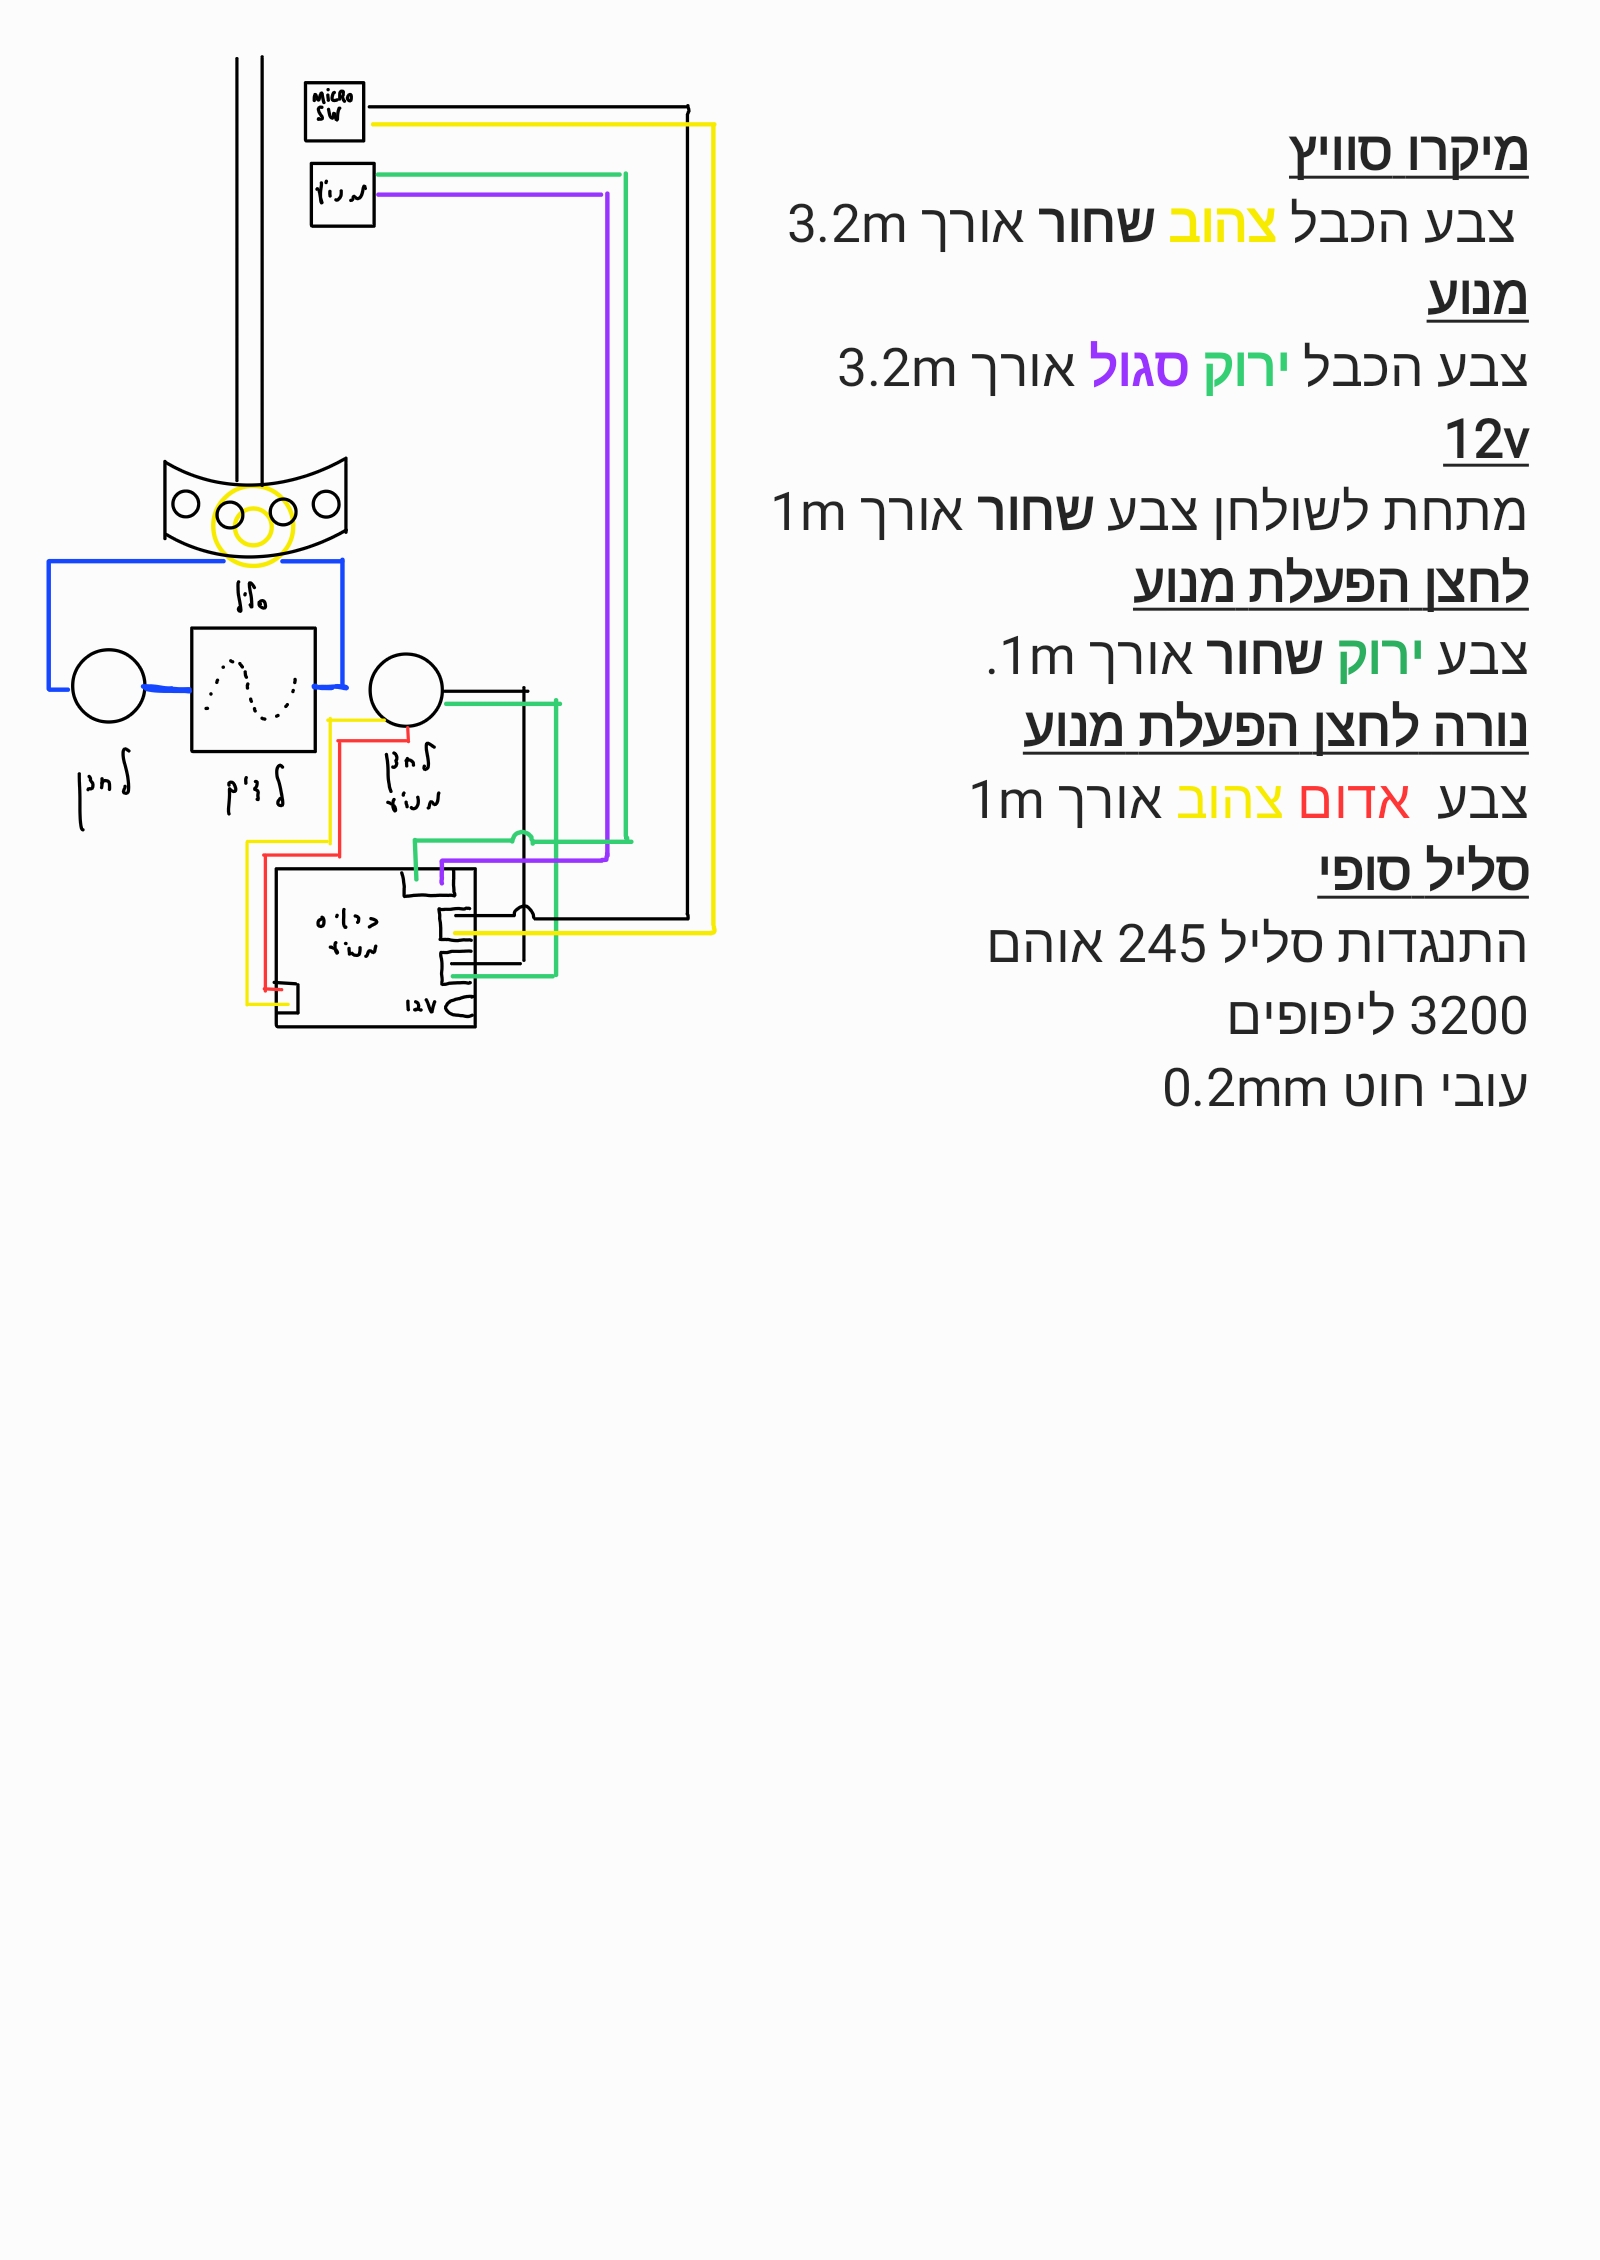 מיקרו סוויץ
צבע הכבל צהוב שחור אורך 3.2m
מנוע
צבע הכבל ירוק סגול אורך 3.2m
12v
מתחת לשולחן צבע שחור אורך 1m
לחצן הפעלת מנוע
צבע ירוק שחור אורך 1m.
נורה לחצן הפעלת מנוע
צבע אדום צהוב אורך 1m
סליל סופי
התנגדות סליל 245 אוהם
3200 ליפופים
עובי חוט 0.2mm
MICRO
SW
מנוע
לחצן
לחצן
מנוע
כרטיס
מנוע
12V